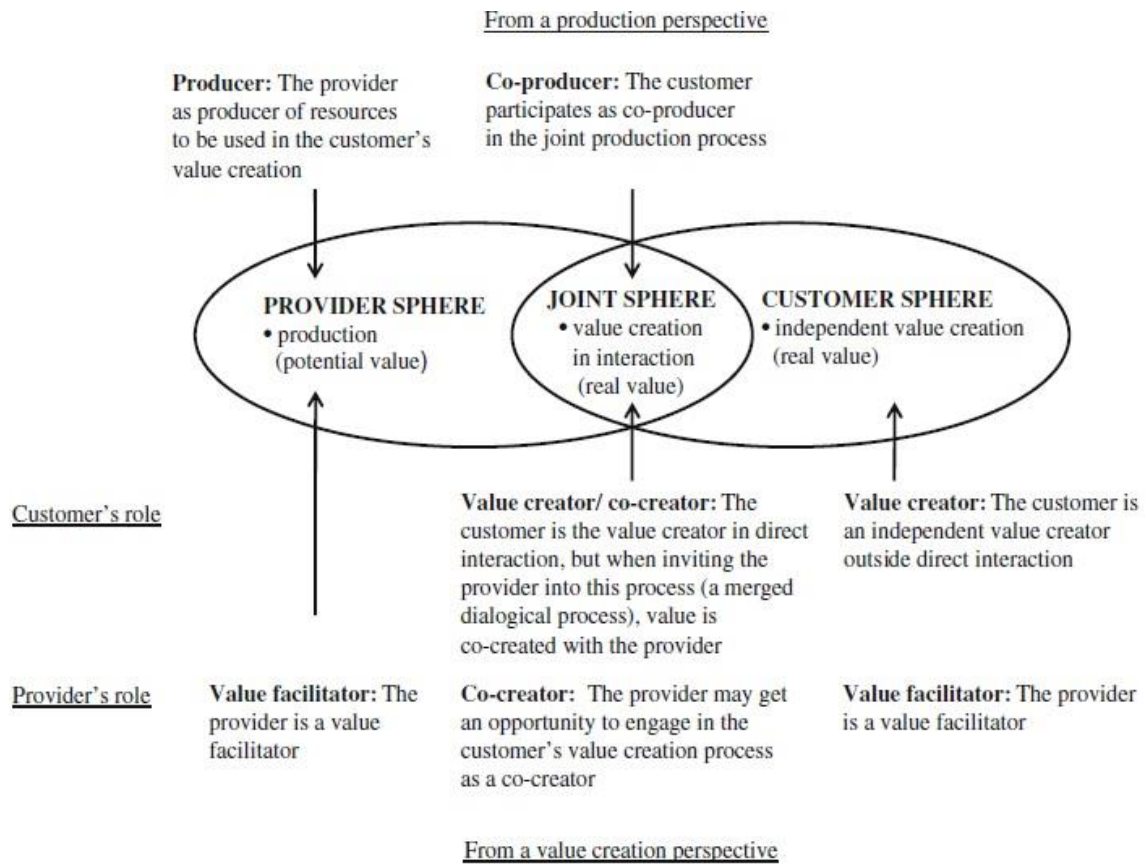 From a production perspective
Producer: The provider
as producer of resources
to be used in the customer's
value creation
Co-producer: The customer
participates as co-producer
in the joint production process
PROVIDER SPHERE
• production
(potential value)
JOINT SPHERE
• value creation
in interaction
(real value)
CUSTOMER SPHERE
• independent value creation
(real value)
Customer's role
Value creator/ co-creator: The
customer is the value creator in direct
interaction, but when inviting the
provider into this process (a merged
dialogical process), value is
co-created with the provider
Value creator: The customer is
an independent value creator
outside direct interaction
Provider's role
Value facilitator: The
provider is a value
facilitator
Co-creator: The provider may get
an opportunity to engage in the
customer's value creation process
as a co-creator
Value facilitator: The provider
is a value facilitator
From a value creation perspective